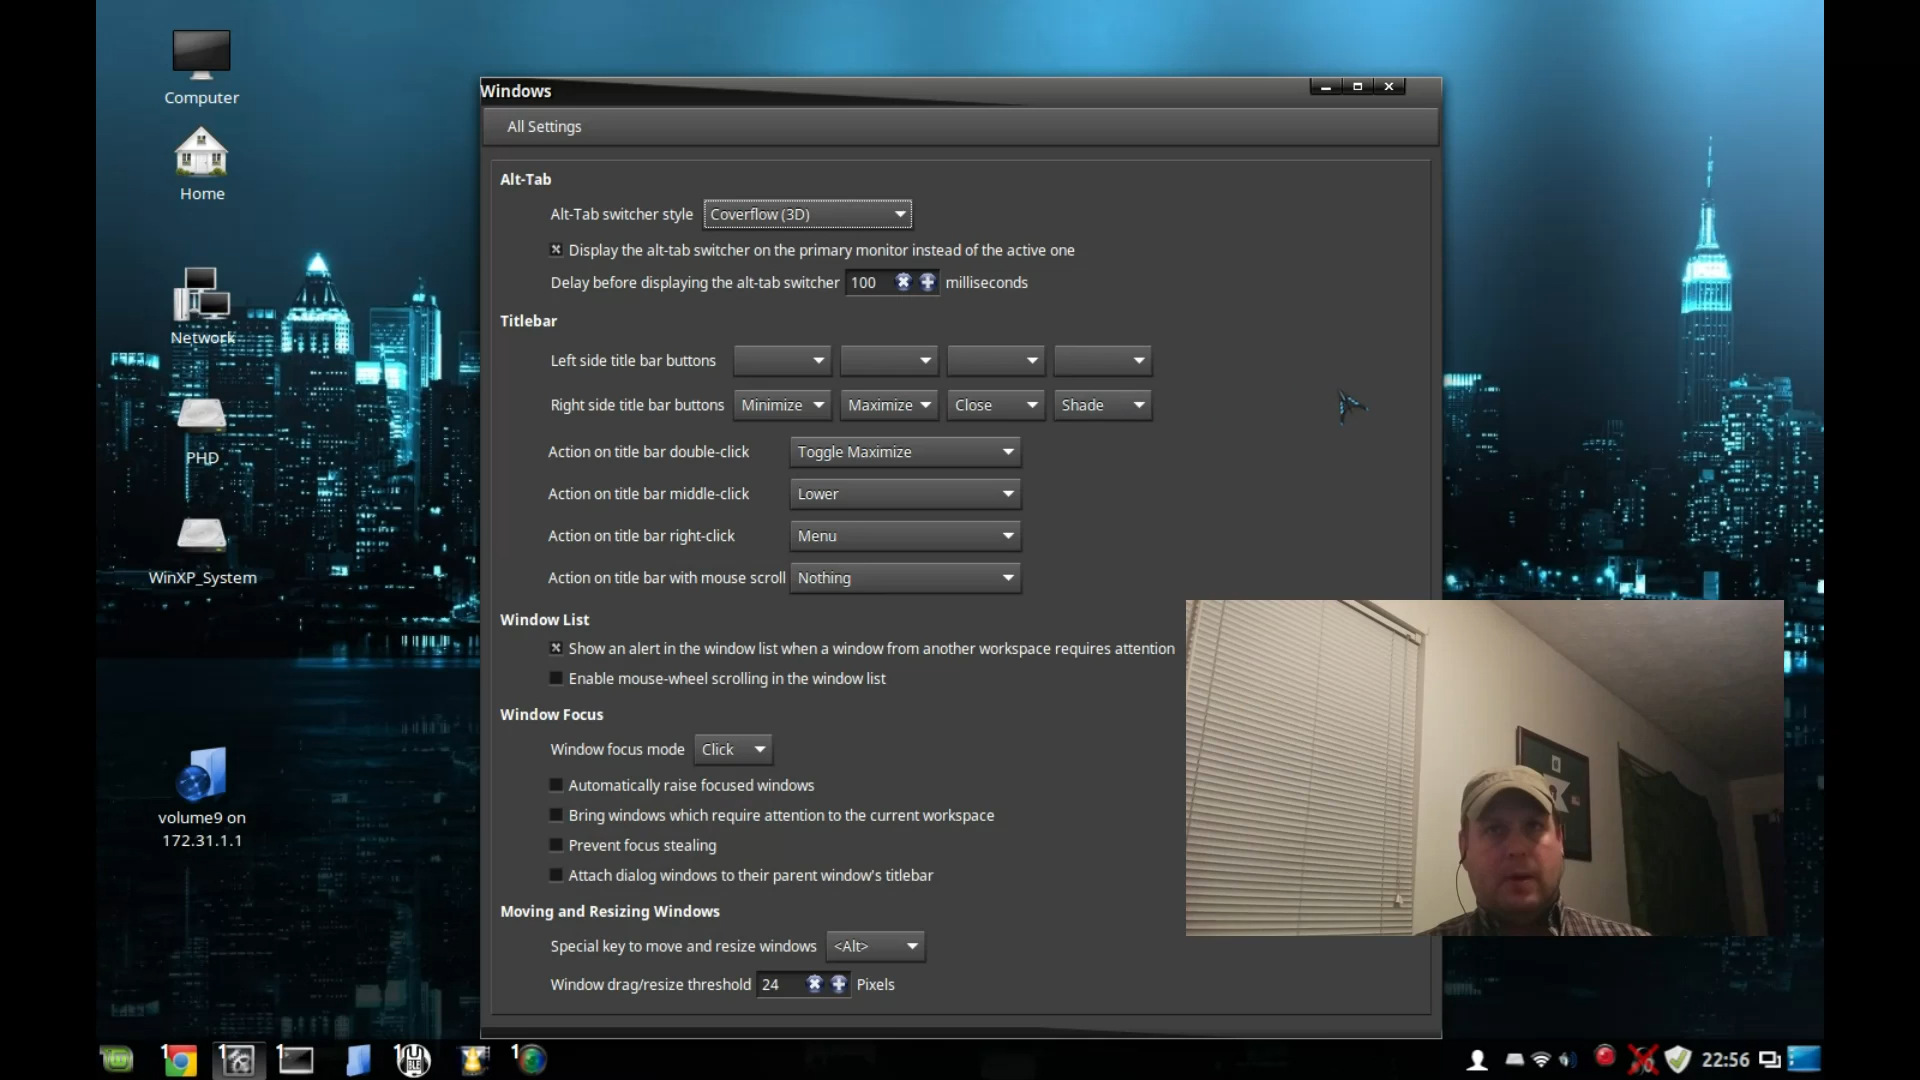 Computer
Home
Network
PHD
WinXP_System
volume9 on
172.31.1.1
Windows
All Settings
Alt-Tab
Alt-Tab switcher style Coverflow (3D)
Display the alt-tab switcher on the primary monitor instead of the active one
Delay before displaying the alt-tab switcher 100 milliseconds
Titlebar
Left side title bar buttons
Right side title bar buttons Minimize Maximize Close Shade
Action on title bar double-click Toggle Maximize
Action on title bar middle-click Lower
Action on title bar right-click Menu
Action on title bar with mouse scroll Nothing
Window List
Show an alert in the window list when a window from another workspace requires attention
Enable mouse-wheel scrolling in the window list
Window Focus
Window focus mode Click
Automatically raise focused windows
Bring windows which require attention to the current workspace
Prevent focus stealing
Attach dialog windows to their parent window's titlebar
Moving and Resizing Windows
Special key to move and resize windows <Alt>
Window drag/resize threshold 24 Pixels
1 1 1 1 1 22:56